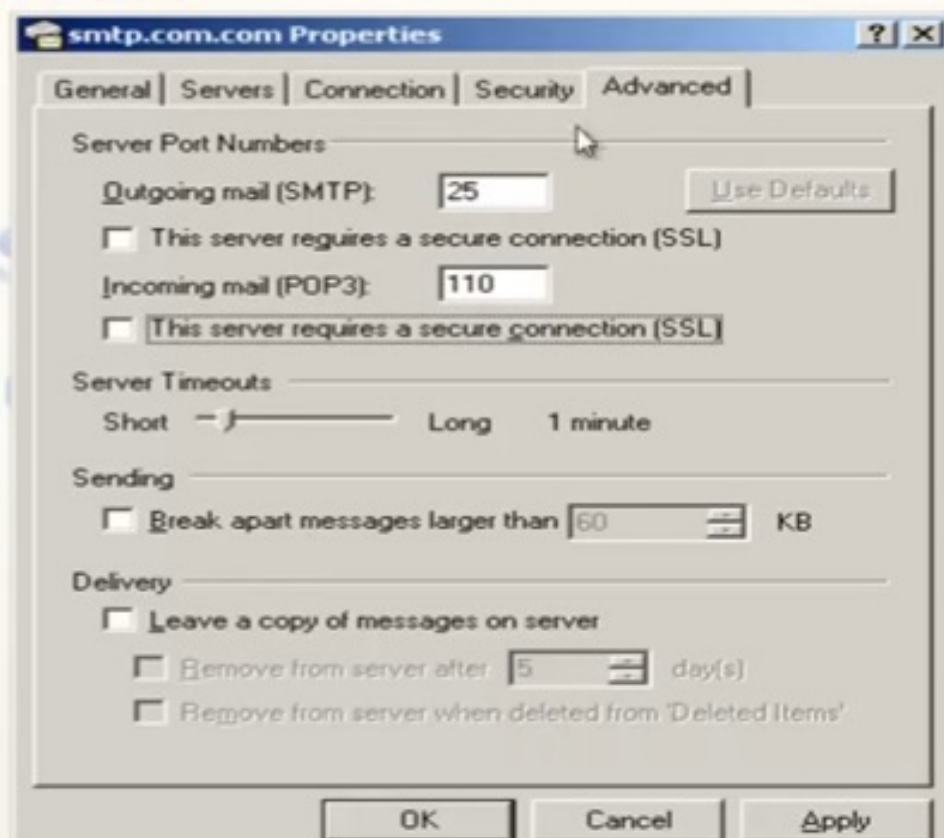 smtp.com.com Properties
General Servers Connection Security Advanced
Server Port Numbers
Outgoing mail (SMTP): 25 Use Defaults
This server requires a secure connection (SSL)
Incoming mail (POP3): 110
This server requires a secure connection (SSL)
Server Timeouts
Short Long 1 minute
Sending
Break apart messages larger than 60 KB
Delivery
Leave a copy of messages on server
Remove from server after 5 day(s)
Remove from server when deleted from 'Deleted Items'
OK Cancel Apply